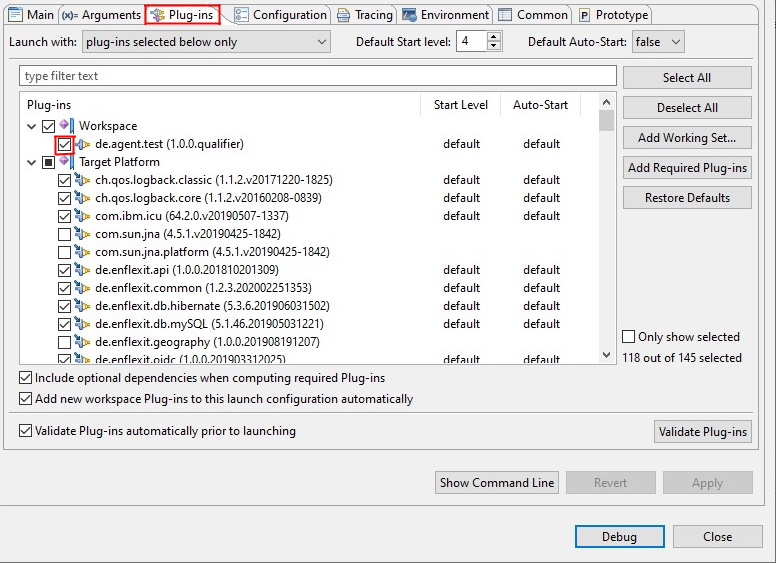 Main (x)= Arguments Plug-ins Configuration Tracing Environment Common P Prototype
Launch with: plug-ins selected below only Default Start level: 4 Default Auto-Start: false
type filter text
Select All
Plug-ins Start Level Auto-Start
Deselect All
Workspace
de.agent.test (1.0.0.qualifier) default default
Add Working Set...
Target Platform
Add Required Plug-ins
ch.qos.logback.classic (1.1.2.v20171220-1825) default default
ch.qos.logback.core (1.1.2.v20160208-0839) default default
Restore Defaults
com.ibm.icu (64.2.0.v20190507-1337) default default
com.sun.jna (4.5.1.v20190425-1842)
com.sun.jna.platform (4.5.1.v20190425-1842)
de.enflexit.api (1.0.0.201810201309) default default
de.enflexit.common (1.2.3.202002251353) default default
de.enflexit.db.hibernate (5.3.6.201906031502) default default
de.enflexit.db.mySQL (5.1.46.201905031221) default default
de.enflexit.geography (1.0.0.201908191207)
Only show selected
de.enflexit.oidc (1.0.0.201903312025) default default
118 out of 145 selected
Include optional dependencies when computing required Plug-ins
Add new workspace Plug-ins to this launch configuration automatically
Validate Plug-ins automatically prior to launching
Validate Plug-ins
Show Command Line Revert Apply
Debug Close